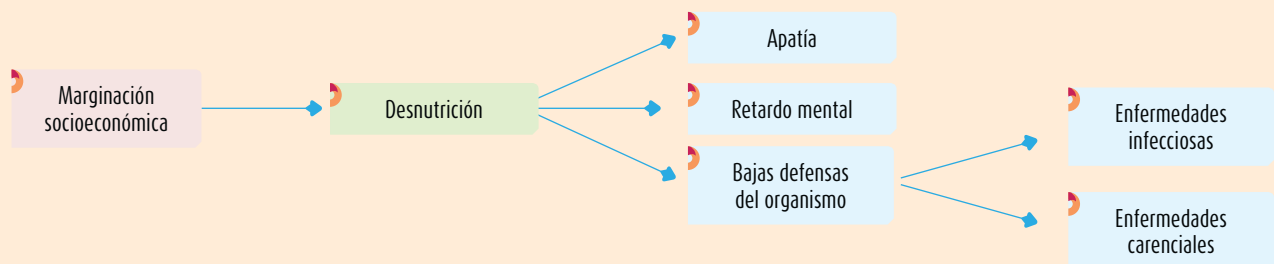 Marginación
socioeconómica
Desnutrición
Apatía
Retardo mental
Bajas defensas
del organismo
Enfermedades
infecciosas
Enfermedades
carenciales